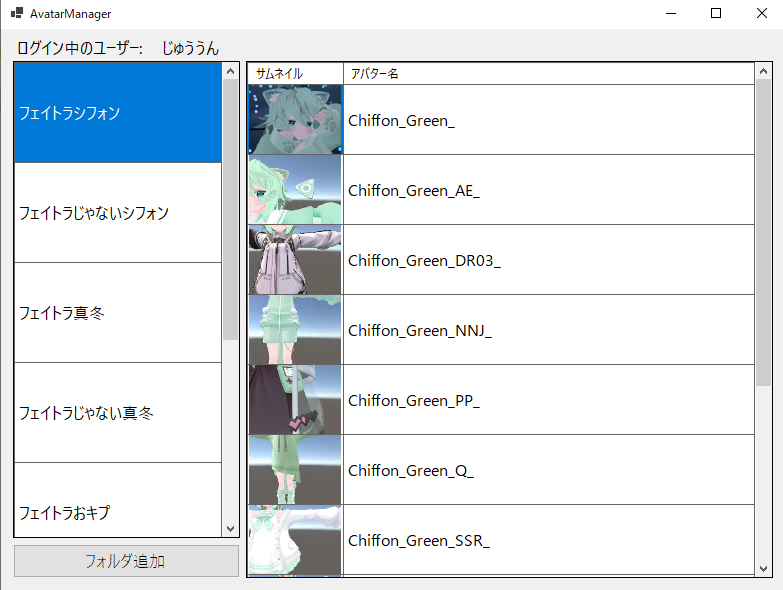 AvatarManager
ログイン中のユーザー: じゅううん
フェイトラシフォン
フェイトラじゃないシフォン
フェイトラ真冬
フェイトラじゃない真冬
フェイトラおキプ
フォルダ追加
サムネイル アバター名
Chiffon_Green_
Chiffon_Green_AE_
Chiffon_Green_DR03_
Chiffon_Green_NNJ_
Chiffon_Green_PP_
Chiffon_Green_Q_
Chiffon_Green_SSR_